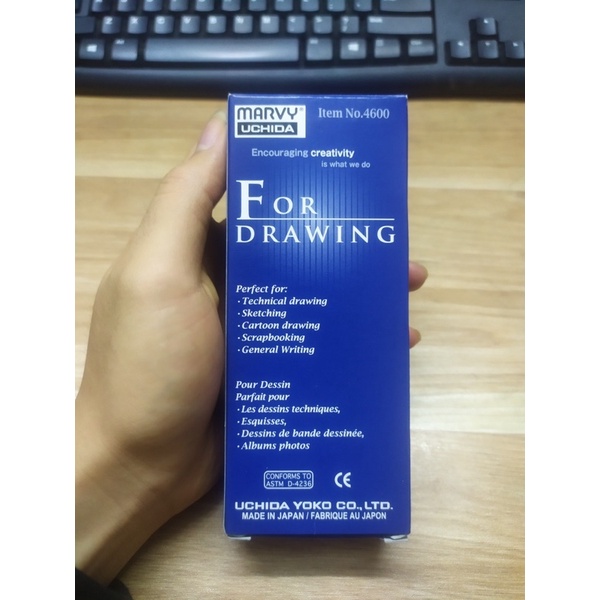 MARVY
UCHIDA
Item No.4600
Encouraging creativity
is what we do
FOR
DRAWING
Perfect for:
· Technical drawing
· Sketching
· Cartoon drawing
· Scrapbooking
· General Writing
Pour Dessin
Parfait pour
· Les dessins techniques,
· Esquisses,
· Dessins de bande dessinée,
· Albums photos
CONFORMS TO
ASTM D-4236
CE
UCHIDA YOKO CO., LTD.
MADE IN JAPAN / FABRIQUE AU JAPON